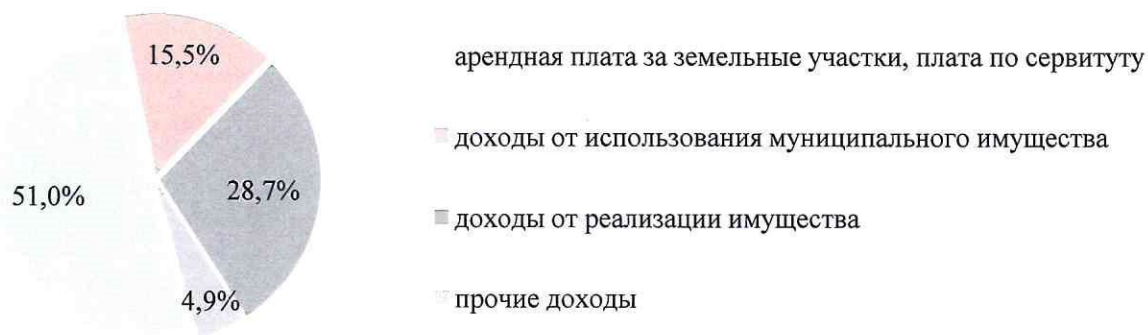 15,5%
арендная плата за земельные участки, плата по сервитуту
доходы от использования муниципального имущества
51,0%
28,7%
доходы от реализации имущества
4,9%
прочие доходы